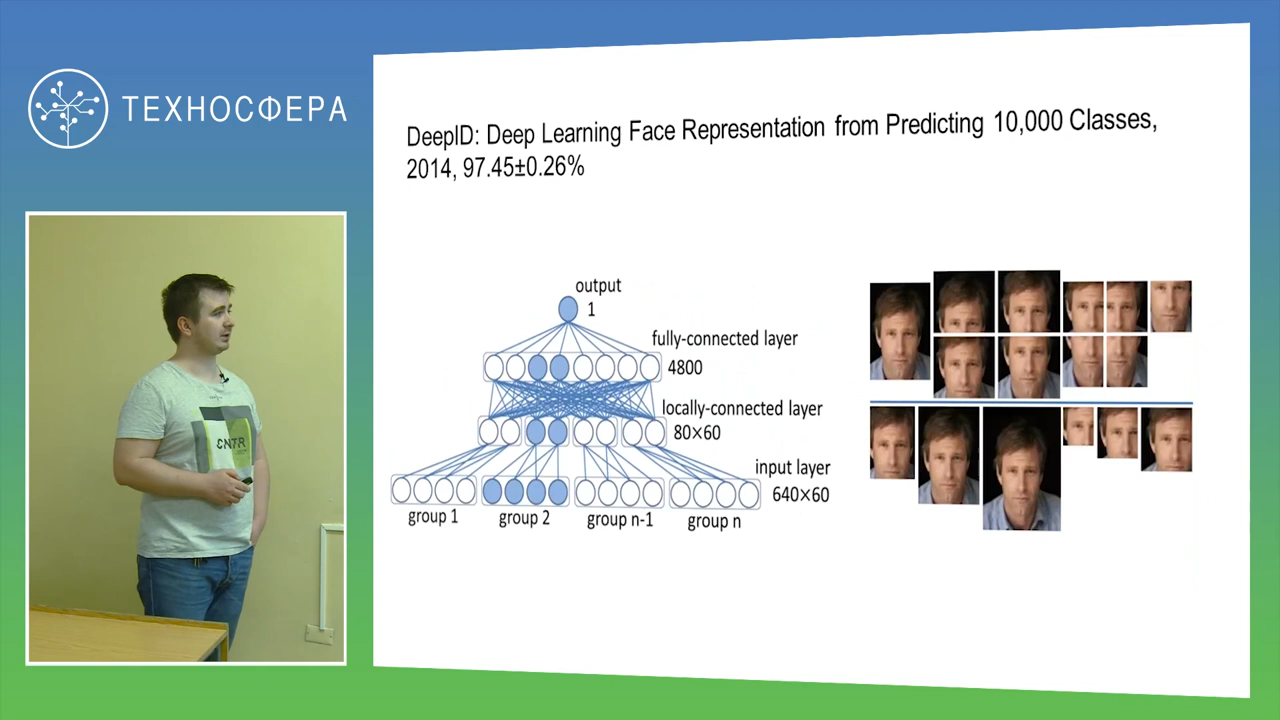 ТЕХНОСФЕРА
DeepID: Deep Learning Face Representation from Predicting 10,000 Classes,
2014, 97.45±0.26%
output
1
fully-connected layer
4800
locally-connected layer
80×60
input layer
640×60
group 1
group 2
group n-1
group n